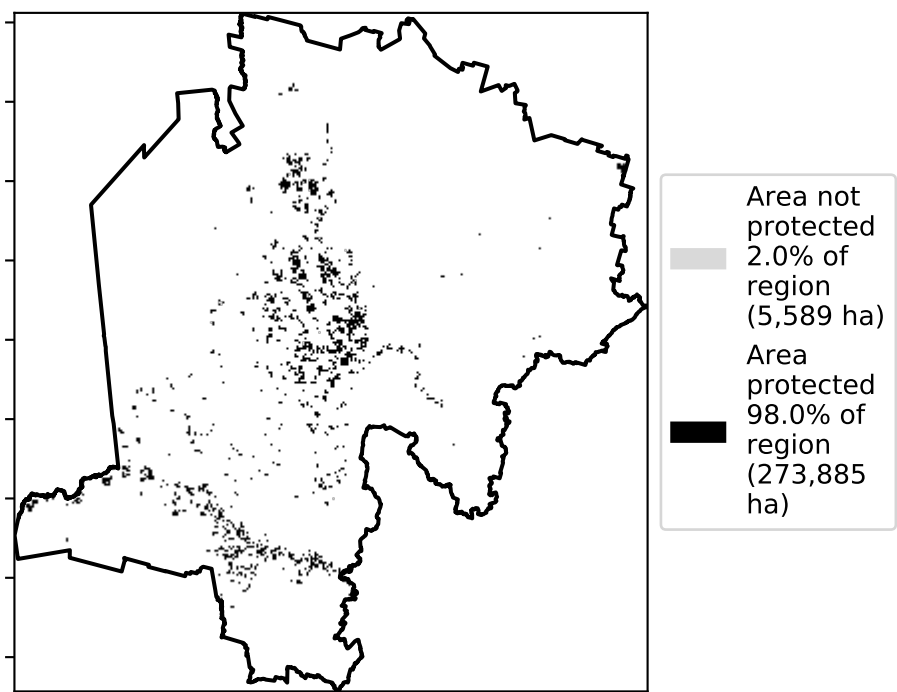 Area not
protected
2.0% of
region
(5,589 ha)
Area
protected
98.0% of
region
(273,885
ha)